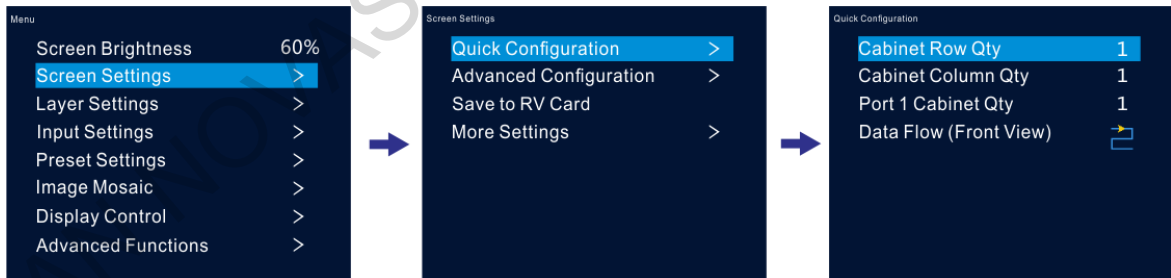 Menu
Screen Brightness 60%
Screen Settings >
Layer Settings >
Input Settings >
Preset Settings >
Image Mosaic >
Display Control >
Advanced Functions >
Screen Settings
Quick Configuration >
Advanced Configuration >
Save to RV Card
More Settings >
Quick Configuration
Cabinet Row Qty 1
Cabinet Column Qty 1
Port 1 Cabinet Qty 1
Data Flow (Front View)